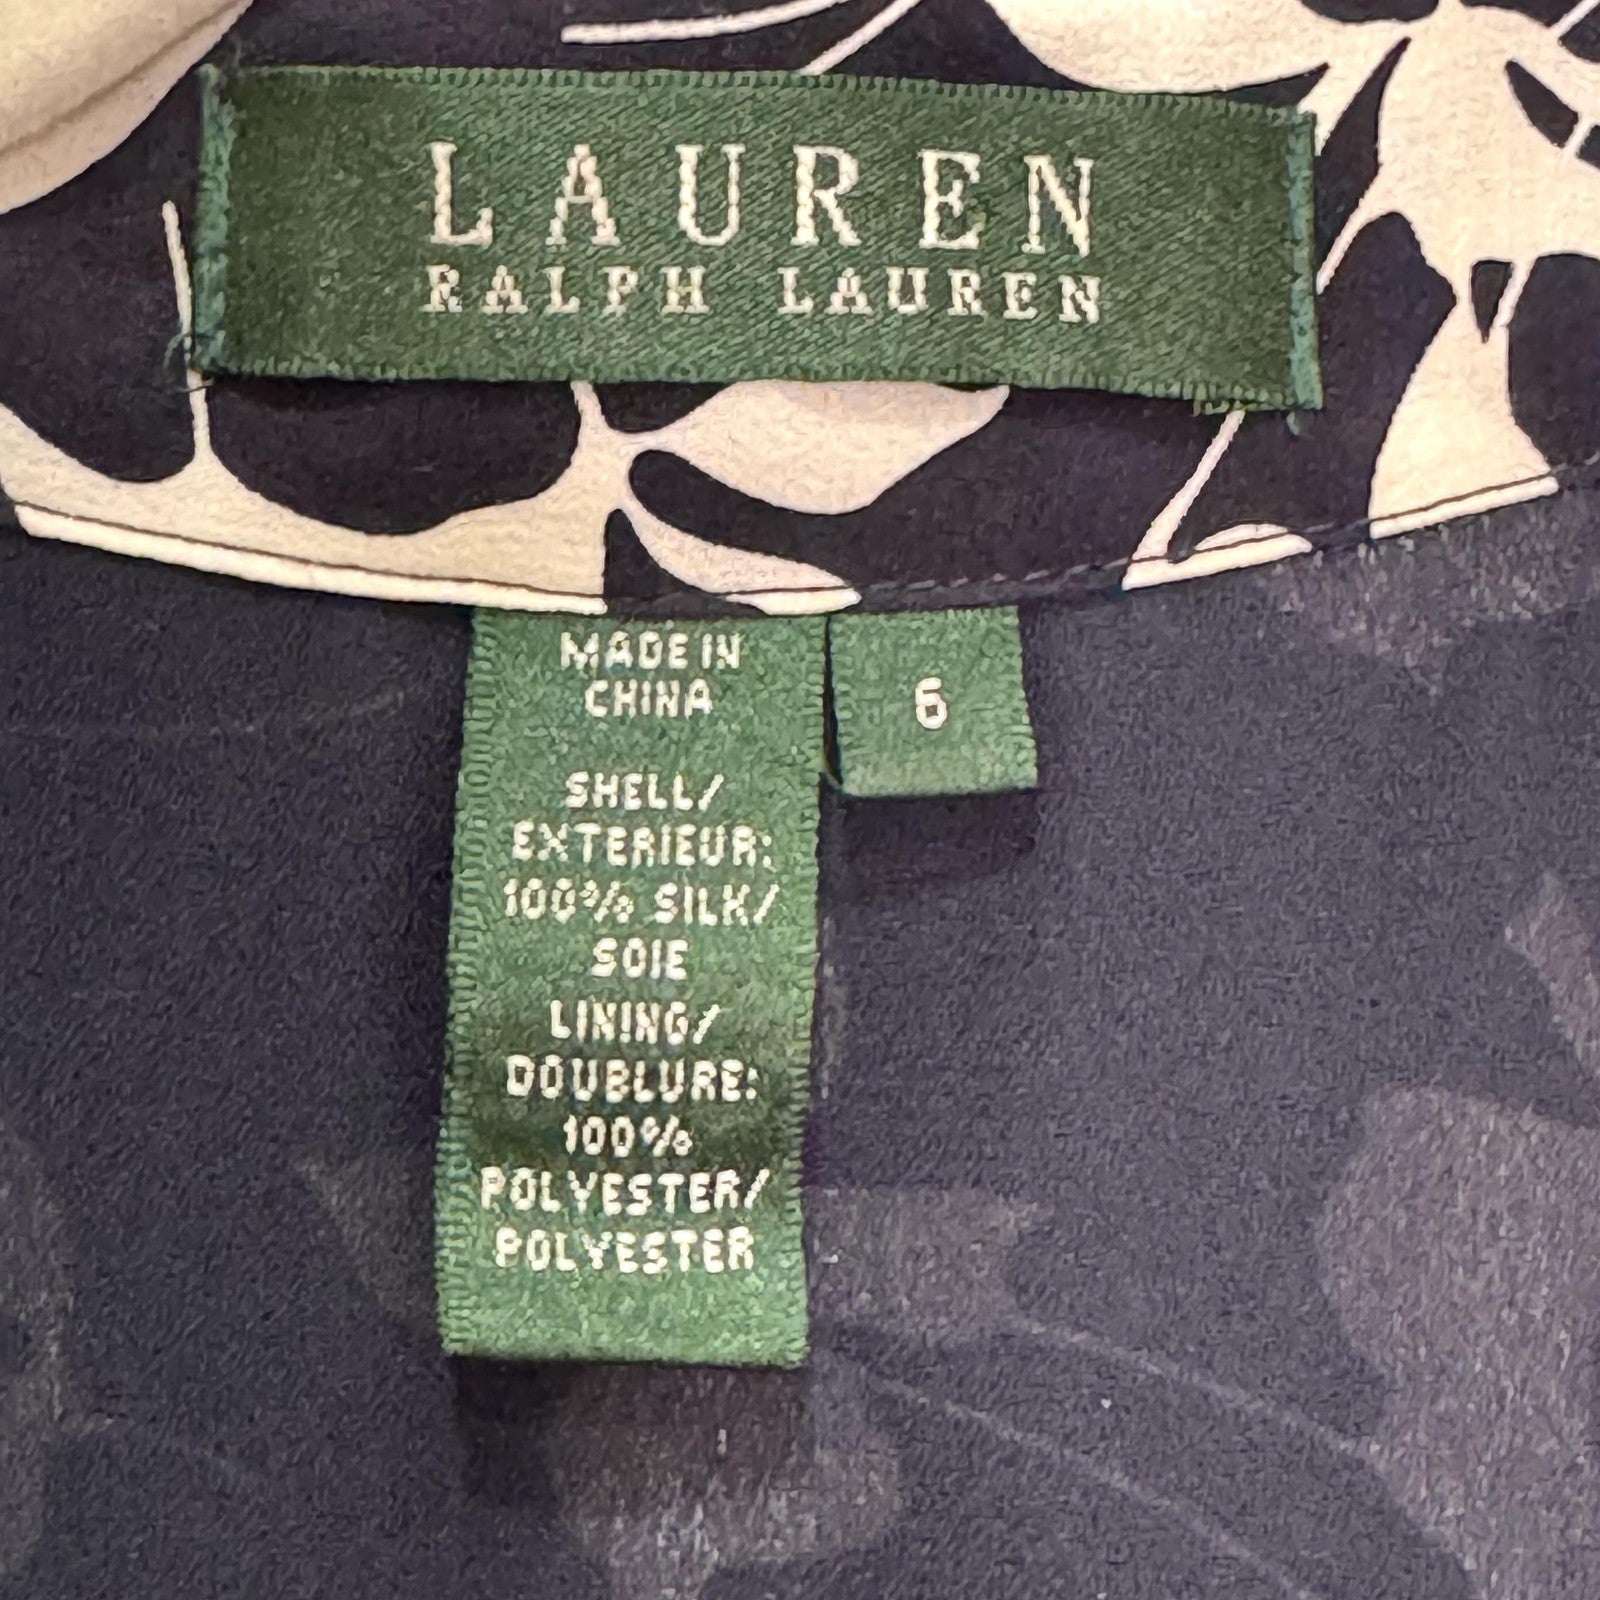 LAUREN
RALPH LAUREN
MADE IN
CHINA
6
SHELL/
EXTERIEUR:
100% SILK/
SOIE
LINING/
DOUBLURE:
100%
POLYESTER/
POLYESTER